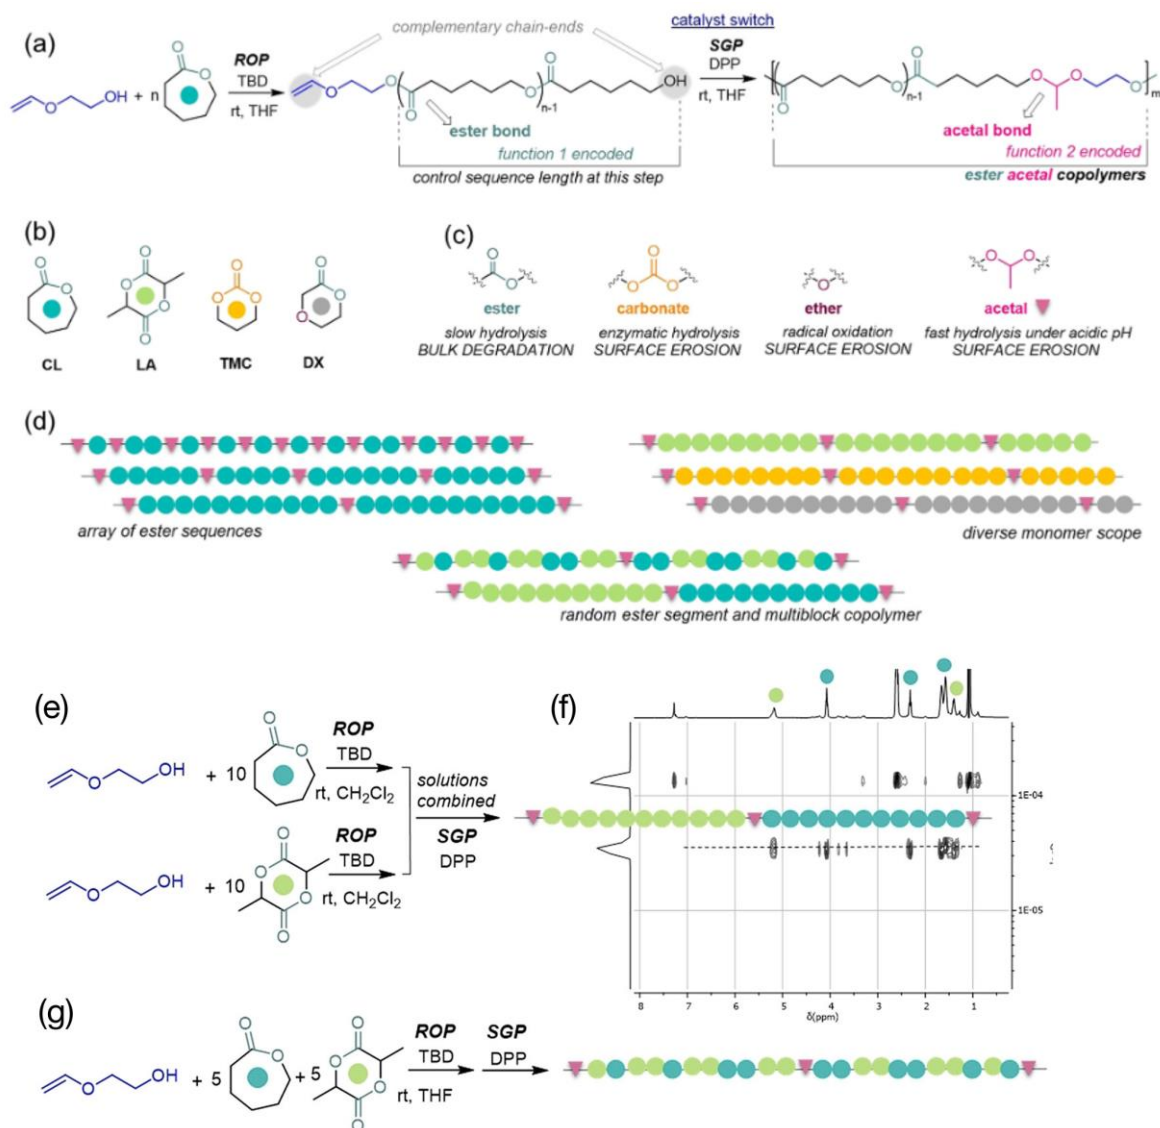 (a)
complementary chain-ends
catalyst switch
O
O
OH
O
+ n
ROP
TBD
rt, THF
O
O
O
O
n-1
O
OH
SGP
DPP
rt, THF
O
O
n-1
O
O
O
O
m
ester bond
function 1 encoded
control sequence length at this step
acetal bond
function 2 encoded
ester acetal copolymers
(b)
O
O
CL
O
O
O
O
LA
O
O
O
TMC
O
O
O
DX
(c)
O
O
ester
slow hydrolysis
BULK DEGRADATION
O
O
O
carbonate
enzymatic hydrolysis
SURFACE EROSION
O
ether
radical oxidation
SURFACE EROSION
O
O
acetal
fast hydrolysis under acidic pH
SURFACE EROSION
(d)
array of ester sequences
diverse monomer scope
random ester segment and multiblock copolymer
(e)
O
OH
+ 10
O
O
ROP
TBD
rt, CH2Cl2
O
OH
+ 10
O
O
O
O
ROP
TBD
rt, CH2Cl2
solutions
combined
SGP
DPP
(f)
1E-04
1E-05
8 7 6 5 4 3 2 1
δ(ppm)
(g)
O
OH
+ 5
O
O
+ 5
O
O
O
O
ROP
TBD
rt, THF
SGP
DPP